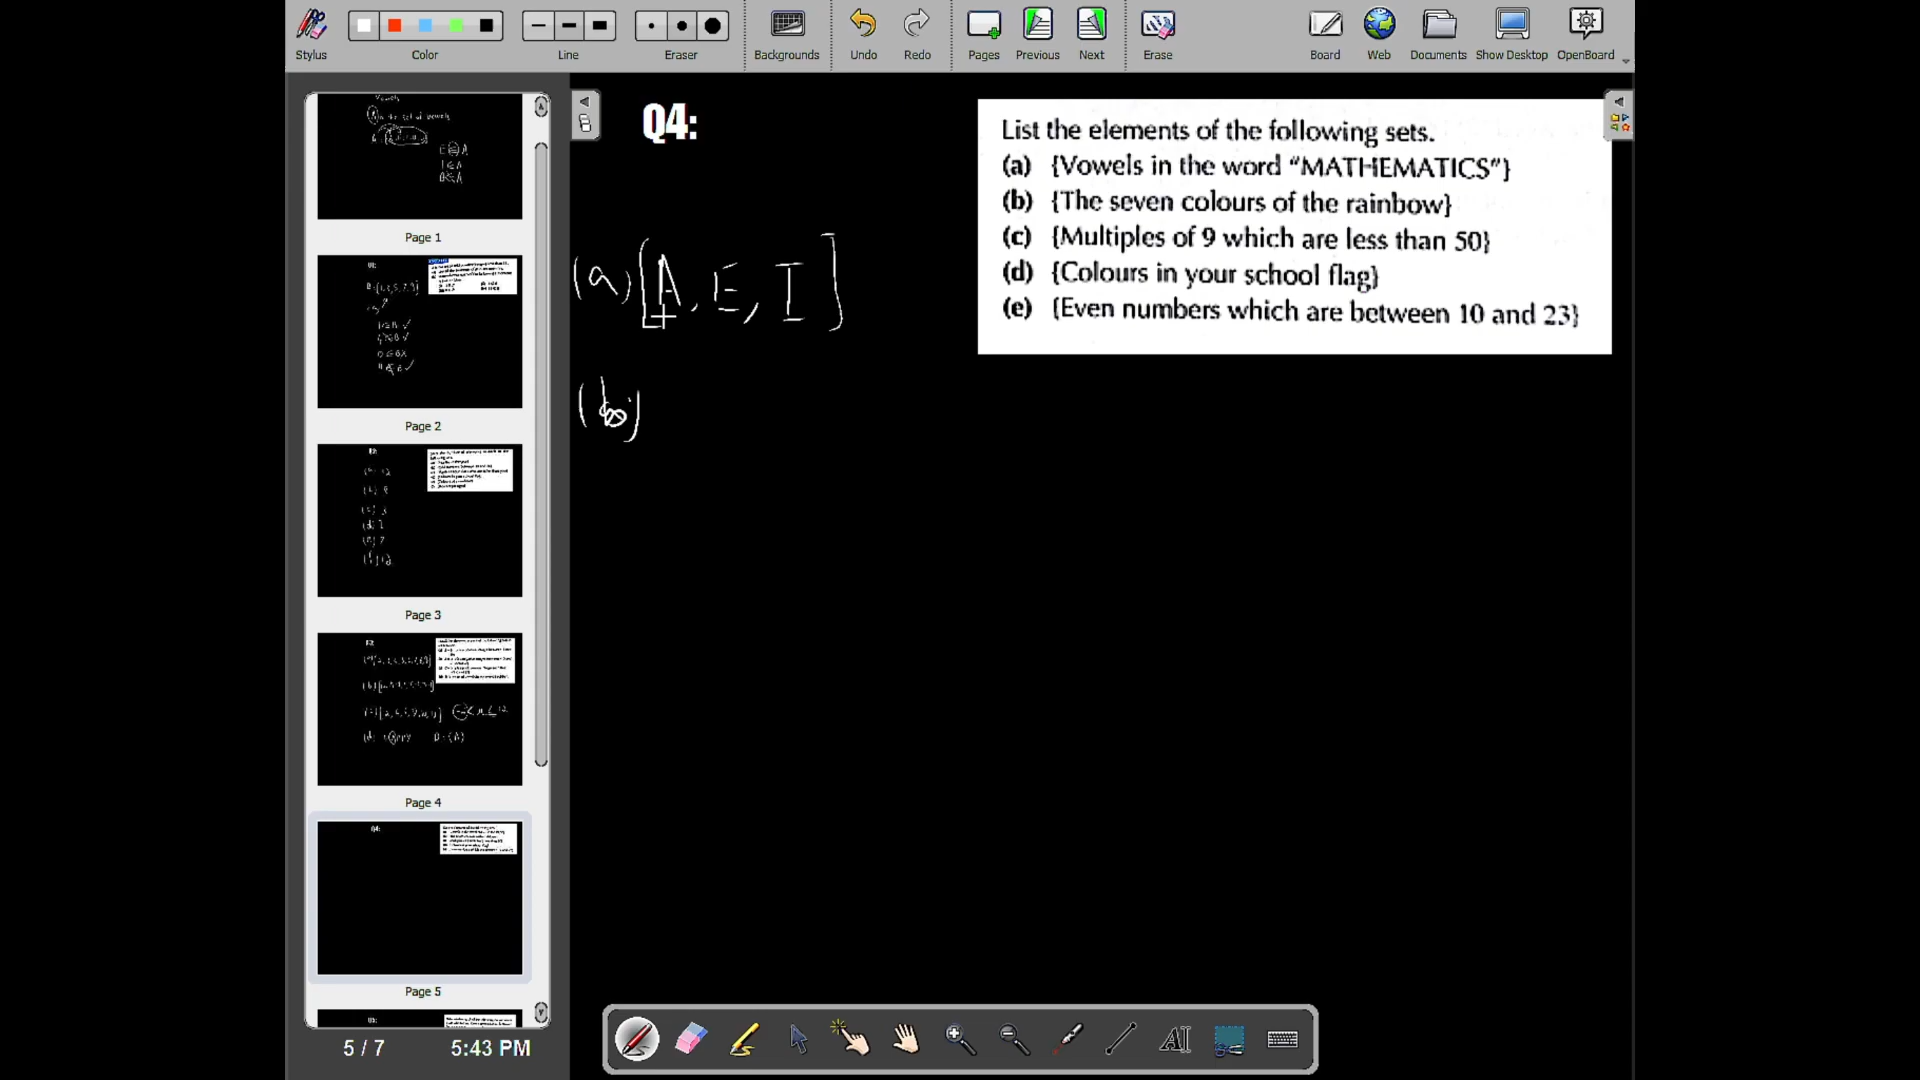 Stylus Color Line Eraser Backgrounds Undo Redo Pages Previous Next Erase Board Web Documents Show Desktop OpenBoard
Q4:
List the elements of the following sets.
(a) {Vowels in the word “MATHEMATICS”}
(b) {The seven colours of the rainbow}
(c) {Multiples of 9 which are less than 50}
(d) {Colours in your school flag}
(e) {Even numbers which are between 10 and 23}
(a) [A, E, I]
(b)
Page 1
Page 2
Page 3
Page 4
Q4:
Page 5
5 / 7 5:43 PM